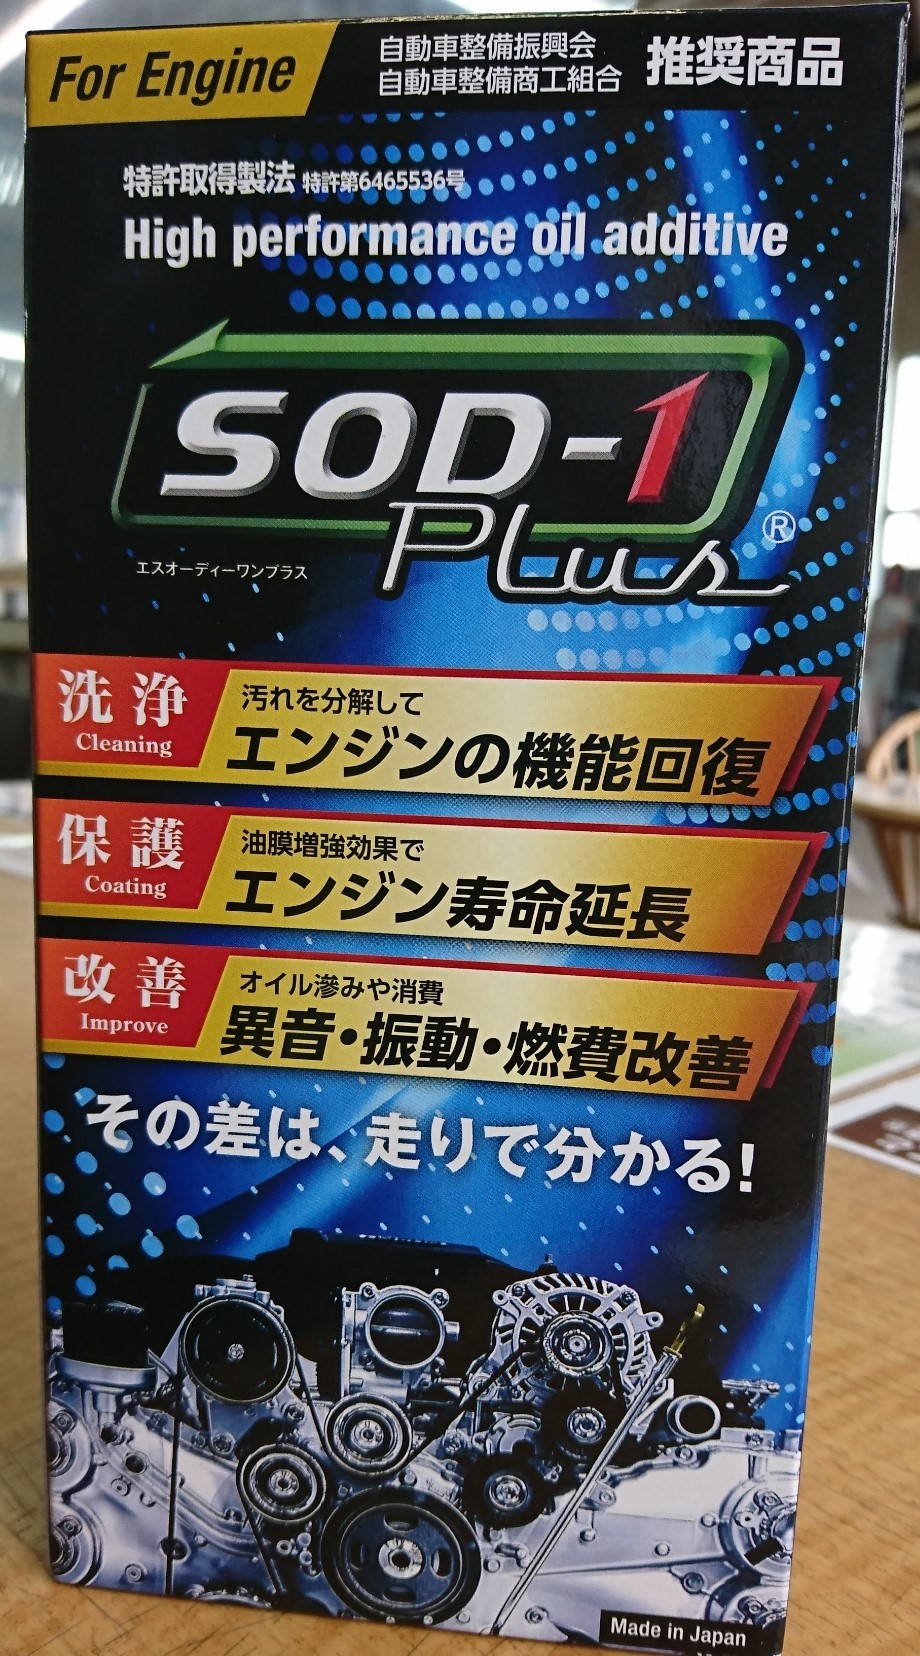 For Engine
自動車整備振興会
自動車整備商工組合
推奨商品
特許取得製法 特許第6465536号
High performance oil additive
SOD-1
Plus®
エスオーディーワンプラス
洗浄
Cleaning
汚れを分解して
エンジンの機能回復
保護
Coating
油膜増強効果で
エンジン寿命延長
改善
Improve
オイル滲みや消費
異音・振動・燃費改善
その差は、走りで分かる!
Made in Japan